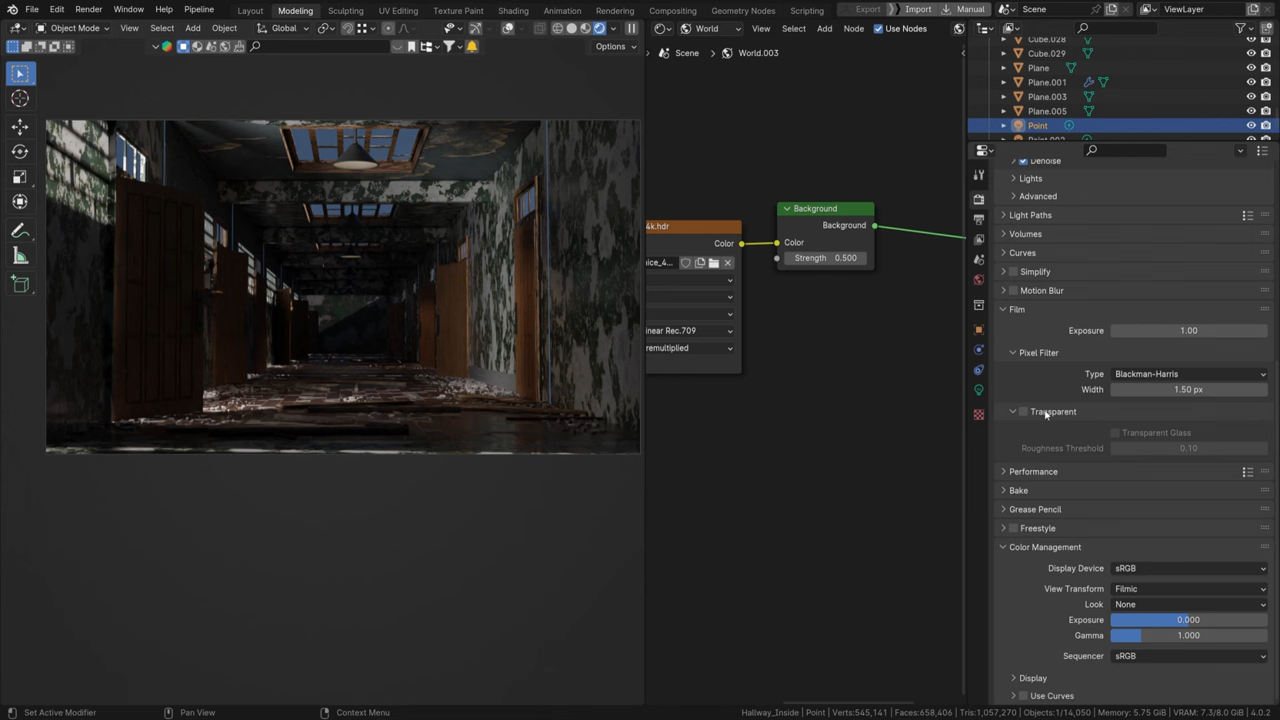 File Edit Render Window Help Pipeline Layout Modeling Sculpting UV Editing Texture Paint Shading Animation Rendering Compositing Geometry Nodes Scripting Export Import Manual Scene ViewLayer
Object Mode View Select Add Object Global World View Select Add Node Use Nodes
Options
Scene World.003
Cube.028
Cube.029
Plane
Plane.001
Plane.003
Plane.005
Point
Denoise
Lights
Advanced
Light Paths
Volumes
Curves
Simplify
Motion Blur
Film
Exposure 1.00
Pixel Filter
Type Blackman-Harris
Width 1.50 px
Transparent
Transparent Glass
Roughness Threshold 0.10
Performance
Bake
Grease Pencil
Freestyle
Color Management
Display Device sRGB
View Transform Filmic
Look None
Exposure 0.000
Gamma 1.000
Sequencer sRGB
Display
Use Curves
4k.hdr
Color
nice_4...
inear Rec.709
remultiplied
Background
Background
Color
Strength 0.500
Set Active Modifier Pan View Context Menu Hallway_Inside | Point | Verts:545,141 | Faces:658,406 | Tris:1,057,270 | Objects:1/14,050 | Memory: 5.75 GiB | VRAM: 7.3/8.0 GiB | 4.0.2